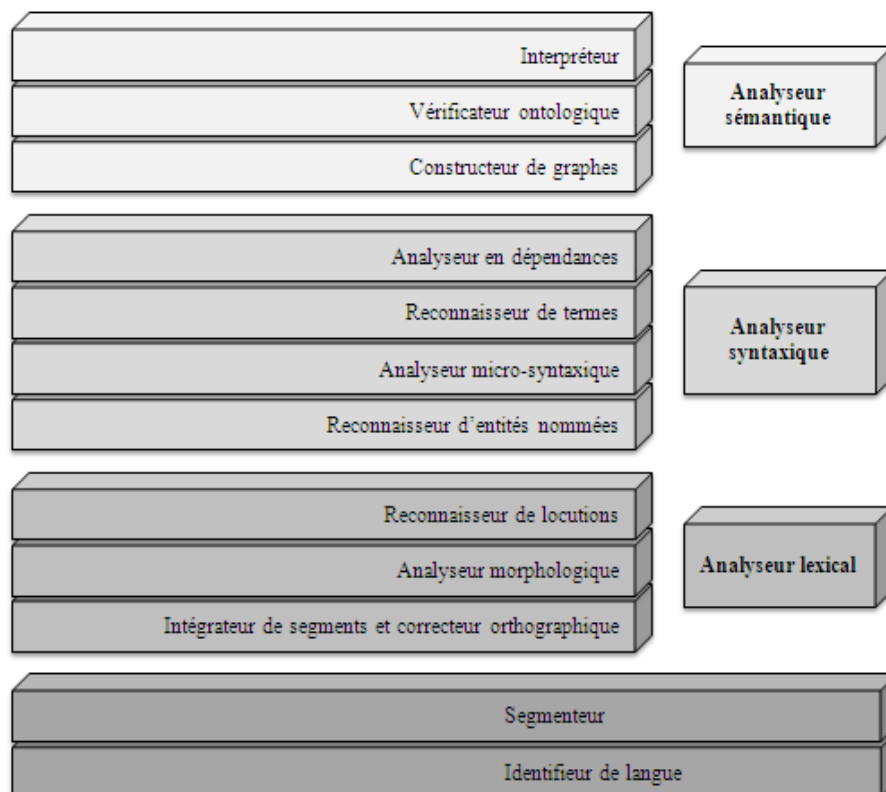 Interpréteur
Vérificateur ontologique
Constructeur de graphes
Analyseur
sémantique
Analyseur en dépendances
Reconnaisseur de termes
Analyseur micro-syntaxique
Reconnaisseur d’entités nommées
Analyseur
syntaxique
Reconnaisseur de locutions
Analyseur morphologique
Intégrateur de segments et correcteur orthographique
Analyseur lexical
Segmenteur
Identifieur de langue